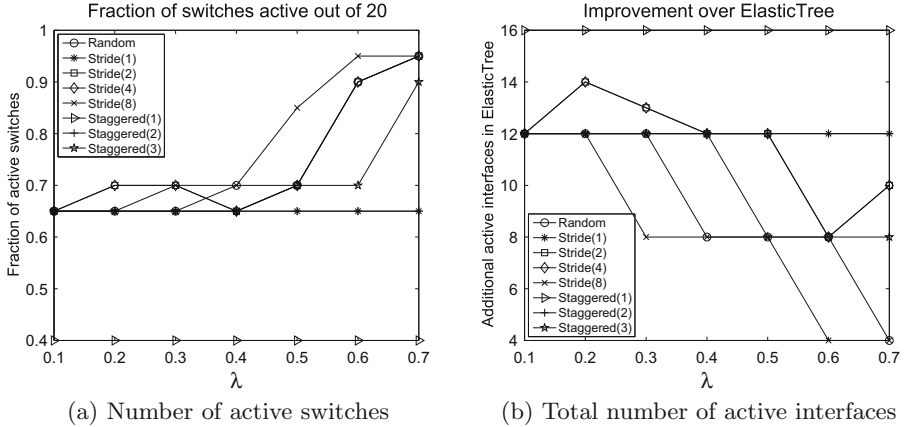 Fraction of switches active out of 20
1
0.9
0.8
0.7
0.6
0.5
0.4
Fraction of active switches
Random
Stride(1)
Stride(2)
Stride(4)
Stride(8)
Staggered(1)
Staggered(2)
Staggered(3)
0.1 0.2 0.3 0.4 0.5 0.6 0.7
λ
(a) Number of active switches
Improvement over ElasticTree
16
14
12
10
8
6
4
Additional active interfaces in ElasticTree
Random
Stride(1)
Stride(2)
Stride(4)
Stride(8)
Staggered(1)
Staggered(2)
Staggered(3)
0.1 0.2 0.3 0.4 0.5 0.6 0.7
λ
(b) Total number of active interfaces